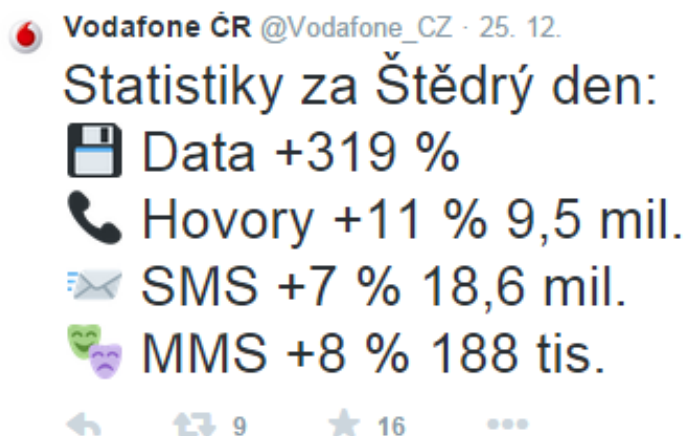 Vodafone ČR @Vodafone_CZ · 25. 12.
Statistiky za Štědrý den:
💾 Data +319 %
📞 Hovory +11 % 9,5 mil.
📨 SMS +7 % 18,6 mil.
🎭 MMS +8 % 188 tis.
9 16